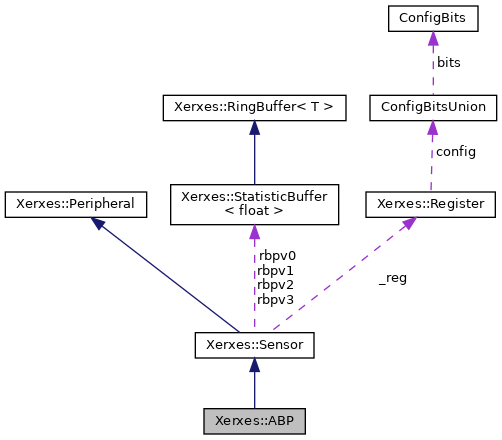 ConfigBits
bits
Xerxes::RingBuffer< T >
ConfigBitsUnion
config
Xerxes::Peripheral
Xerxes::StatisticBuffer
< float >
Xerxes::Register
rbpv0
rbpv1
rbpv2
rbpv3
_reg
Xerxes::Sensor
Xerxes::ABP